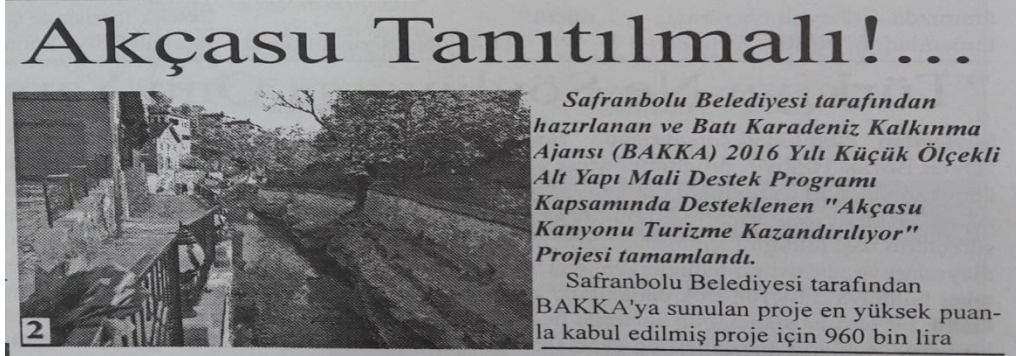 Akçasu Tanıtılmalı!....
Safranbolu Belediyesi tarafından
hazırlanan ve Batı Karadeniz Kalkınma
Ajansı (BAKKA) 2016 Yılı Küçük Ölçekli
Alt Yapı Mali Destek Programı
Kapsamında Desteklenen "Akçasu
Kanyonu Turizme Kazandırılıyor"
Projesi tamamlandı.
Safranbolu Belediyesi tarafından
BAKKA'ya sunulan proje en yüksek puan-
la kabul edilmiş proje için 960 bin lira
2